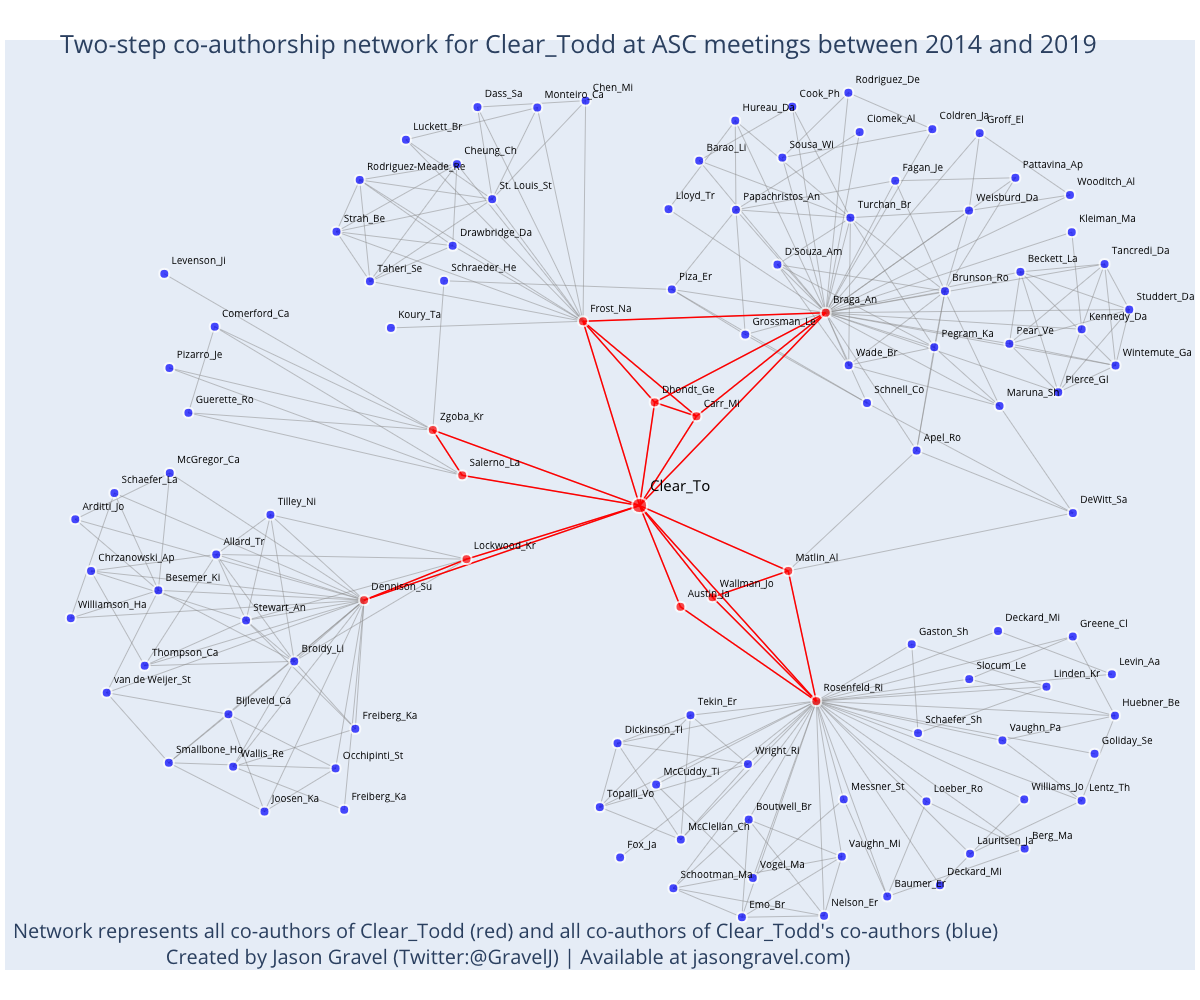 Two-step co-authorship network for Clear_Todd at ASC meetings between 2014 and 2019
Rodriguez_De
Chen_Mi
Dass_Sa
Monteiro_Ca
Cook_Ph
Hureau_Da
Ciomek_Al
Coldren_Ja
Groff_El
Luckett_Br
Cheung_Ch
Barao_Li
Sousa_Wi
Rodriguez-Meade_Re
Fagan_Je
Pattavina_Ap
Wooditch_Al
St. Louis_St
Lloyd_Tr
Papachristos_An
Turchan_Br
Weisburd_Da
Strah_Be
Kleiman_Ma
Drawbridge_Da
D'Souza_Am
Tancredi_Da
Levenson_Ji
Taheri_Se
Schraeder_He
Beckett_La
Piza_Er
Brunson_Ro
Studdert_Da
Braga_An
Comerford_Ca
Koury_Ta
Frost_Na
Grossman_Le
Kennedy_Da
Pegram_Ka
Pear_Ve
Pizarro_Je
Wade_Br
Wintemute_Ga
Pierce_Gl
Dhondt_Ge
Schnell_Co
Maruna_Sh
Guerette_Ro
Carr_Mi
Zgoba_Kr
Apel_Ro
McGregor_Ca
Salerno_La
Schaefer_La
Clear_To
DeWitt_Sa
Arditti_Jo
Tilley_Ni
Allard_Tr
Lockwood_Kr
Chrzanowski_Ap
Matlin_Al
Besemer_Ki
Dennison_Su
Wallman_Jo
Austin_Ja
Williamson_Ha
Stewart_An
Deckard_Mi
Greene_Cl
Gaston_Sh
Thompson_Ca
Broidy_Li
Slocum_Le
Levin_Aa
Linden_Kr
van de Weijer_St
Rosenfeld_Ri
Bijleveld_Ca
Tekin_Er
Huebner_Be
Freiberg_Ka
Dickinson_Ti
Schaefer_Sh
Vaughn_Pa
Goliday_Se
Smallbone_Ho
Wallis_Re
Occhipinti_St
Wright_Ri
McCuddy_Ti
Messner_St
Loeber_Ro
Williams_Jo
Lentz_Th
Joosen_Ka
Freiberg_Ka
Topalli_Vo
Boutwell_Br
McClellan_Ch
Fox_Ja
Vaughn_Mi
Lauritsen_Ja
Berg_Ma
Schootman_Ma
Vogel_Ma
Deckard_Mi
Baumer_Er
Emo_Br
Nelson_Er
Network represents all co-authors of Clear_Todd (red) and all co-authors of Clear_Todd's co-authors (blue)
Created by Jason Gravel (Twitter:@GravelJ) | Available at jasongravel.com)